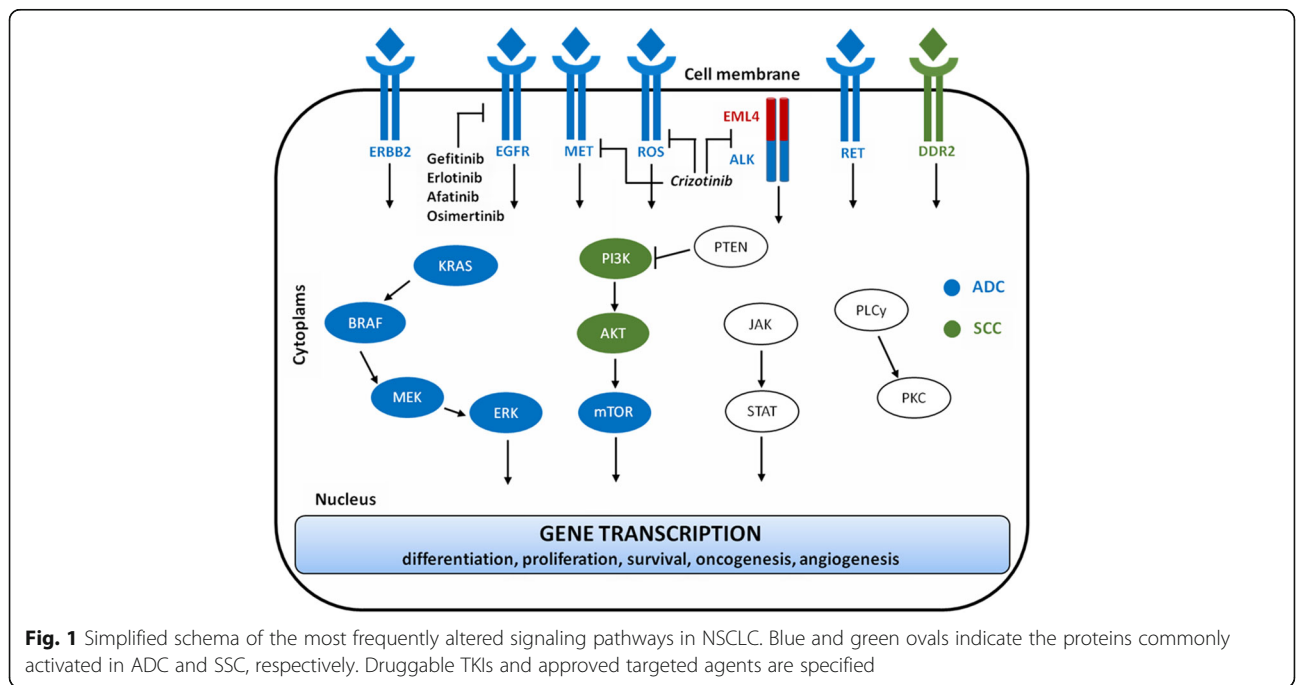 Cell membrane
EML4
ERBB2
EGFR
MET
ROS
ALK
RET
DDR2
Gefitinib
Erlotinib
Afatinib
Osimertinib
Crizotinib
PTEN
KRAS
PI3K
ADC
BRAF
AKT
JAK
PLCy
SCC
Cytoplams
MEK
ERK
mTOR
STAT
PKC
Nucleus
GENE TRANSCRIPTION
differentiation, proliferation, survival, oncogenesis, angiogenesis
Fig. 1 Simplified schema of the most frequently altered signaling pathways in NSCLC. Blue and green ovals indicate the proteins commonly
activated in ADC and SSC, respectively. Druggable TKIs and approved targeted agents are specified